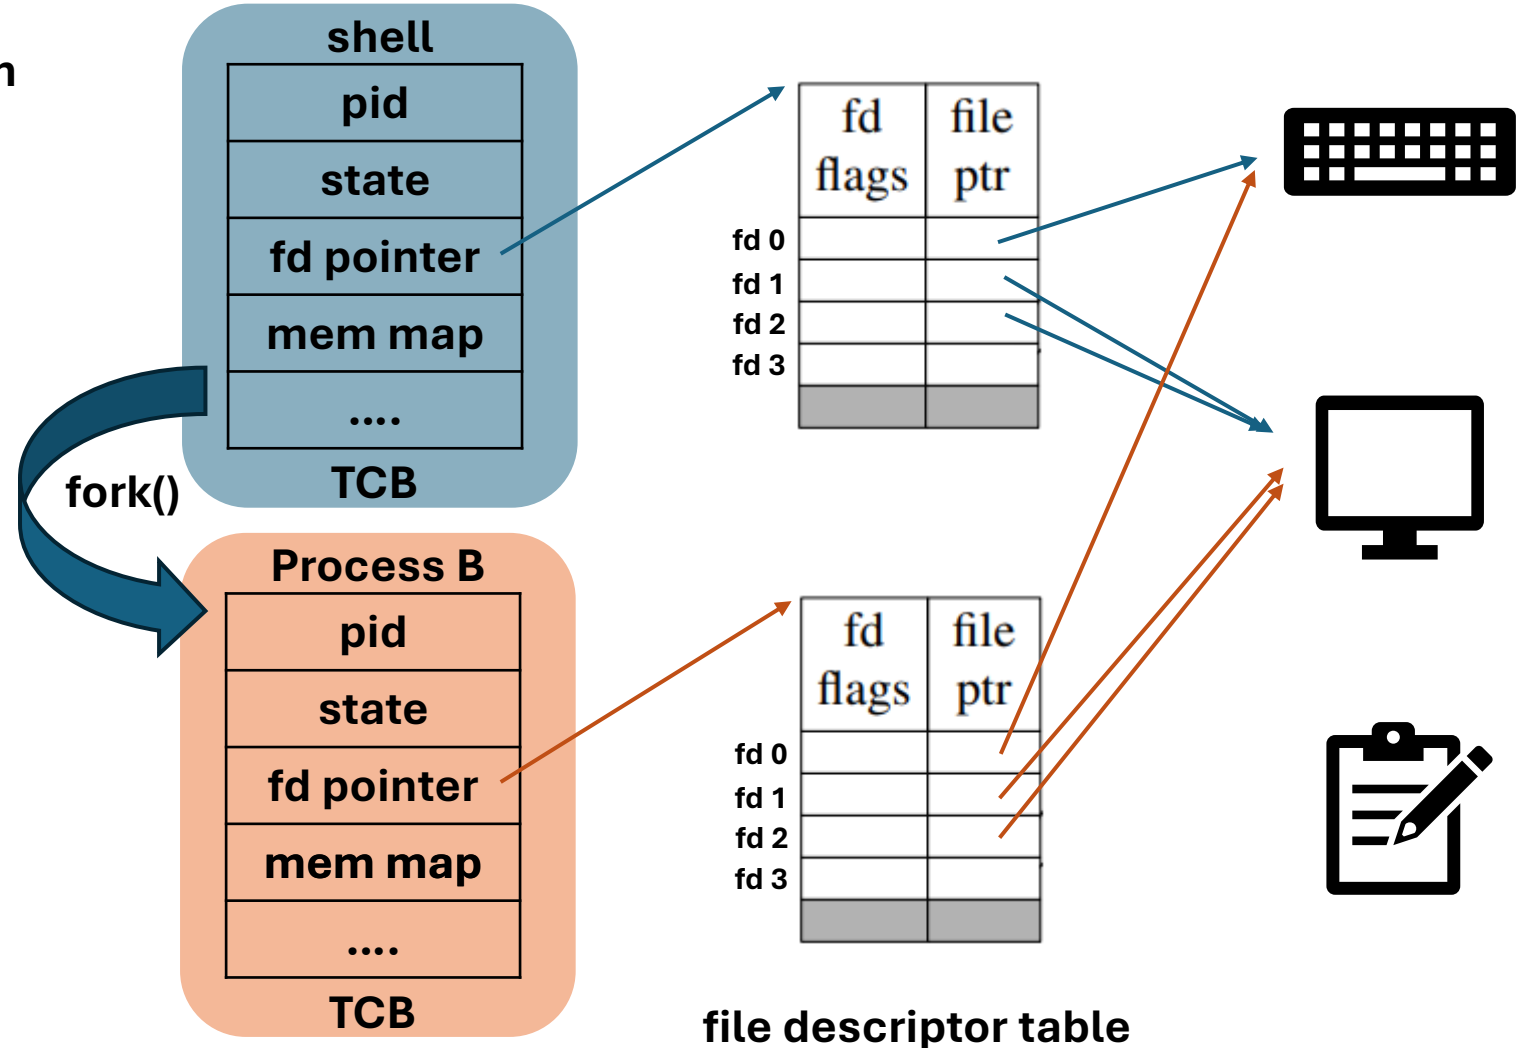 n
shell
pid
state
fd pointer
mem map
....
TCB
fork()
Process B
pid
state
fd pointer
mem map
....
TCB
fd
flags
file
ptr
fd 0
fd 1
fd 2
fd 3
fd
flags
file
ptr
fd 0
fd 1
fd 2
fd 3
file descriptor table